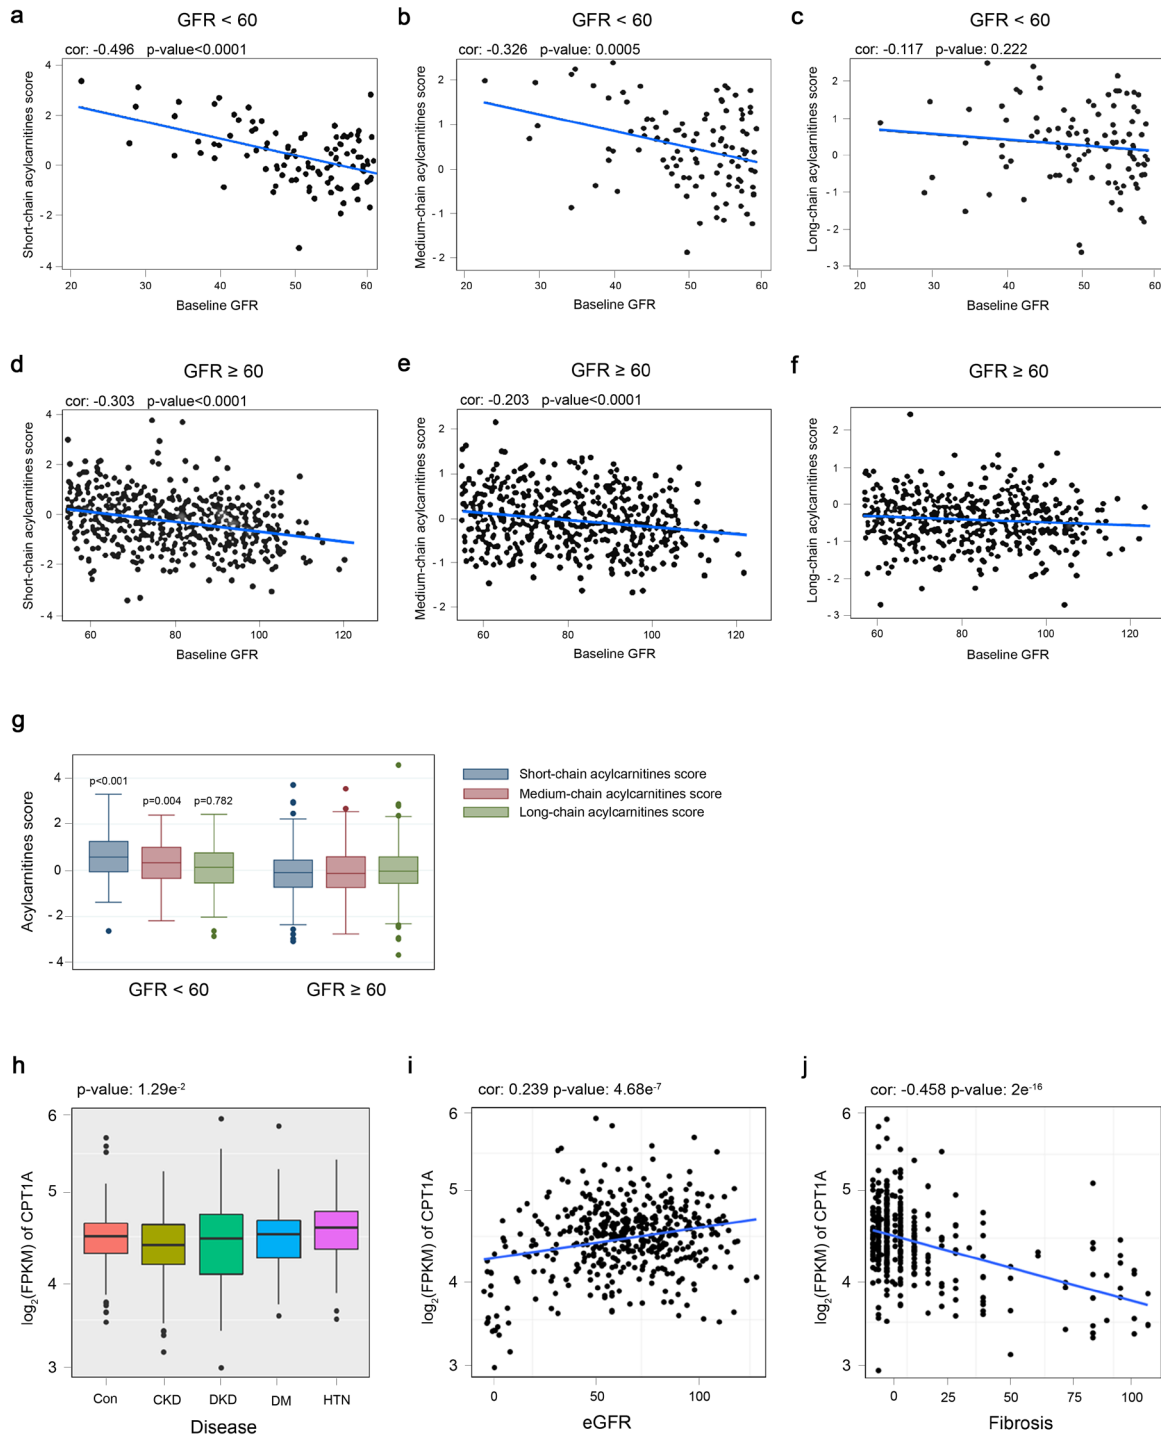 a
GFR < 60
cor: -0.496 p-value<0.0001
Short-chain acylcarnitines score
4
2
0
- 2
- 4
20 30 40 50 60
Baseline GFR
b
GFR < 60
cor: -0.326 p-value: 0.0005
Medium-chain acylcarnitines score
2
1
0
- 1
- 2
20 30 40 50 60
Baseline GFR
c
GFR < 60
cor: -0.117 p-value: 0.222
Long-chain acylcarnitines score
2
1
0
- 1
- 2
- 3
20 30 40 50 60
Baseline GFR
d
GFR ≥ 60
cor: -0.303 p-value<0.0001
Short-chain acylcarnitines score
4
2
0
- 2
- 4
60 80 100 120
Baseline GFR
e
GFR ≥ 60
cor: -0.203 p-value<0.0001
Medium-chain acylcarnitines score
2
1
0
- 1
- 2
60 80 100 120
Baseline GFR
f
GFR ≥ 60
Long-chain acylcarnitines score
2
1
0
- 1
- 2
- 3
60 80 100 120
Baseline GFR
g
Acylcarnitines score
4
2
0
- 2
- 4
p<0.001
p=0.004
p=0.782
GFR < 60
GFR ≥ 60
Short-chain acylcarnitines score
Medium-chain acylcarnitines score
Long-chain acylcarnitines score
h
p-value: 1.29e⁻²
log₂(FPKM) of CPT1A
6
5
4
3
Con CKD DKD DM HTN
Disease
i
cor: 0.239 p-value: 4.68e⁻⁷
log₂(FPKM) of CPT1A
6
5
4
3
0 50 100
eGFR
j
cor: -0.458 p-value: 2e⁻¹⁶
log₂(FPKM) of CPT1A
6
5
4
3
0 25 50 75 100
Fibrosis